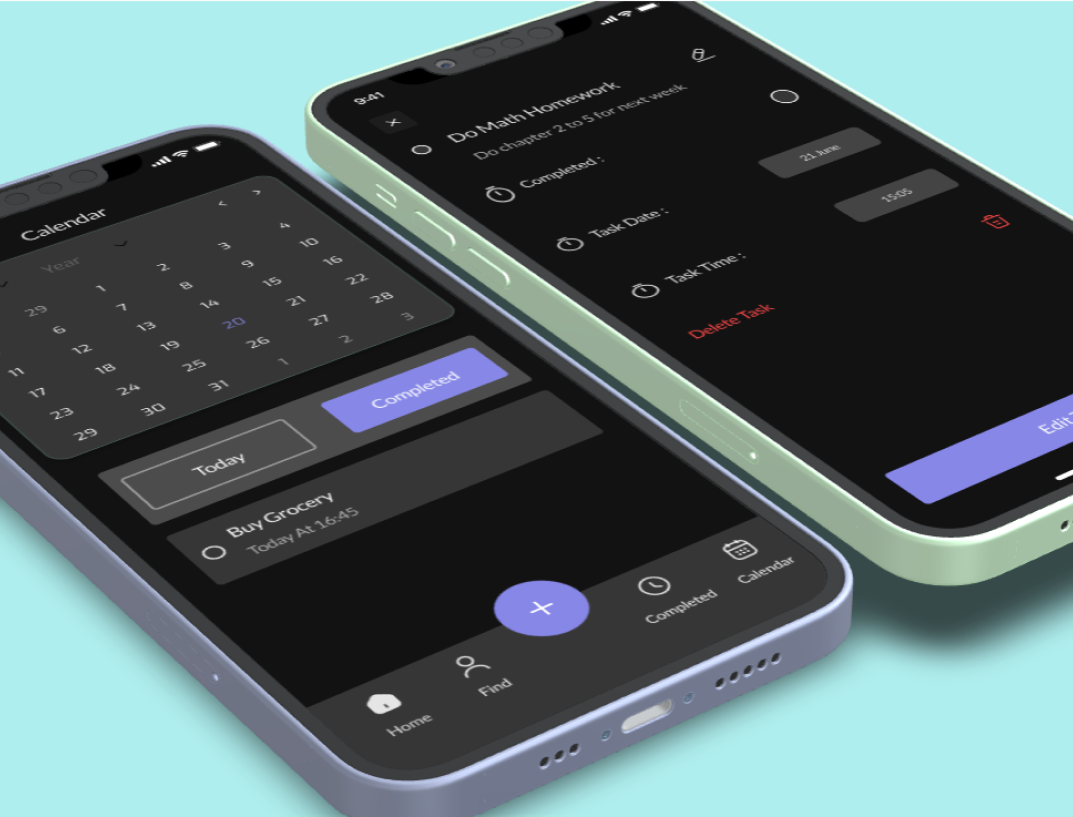 Calendar
Year
29 1 2 3 4
6 7 8 9 10
11 12 13 14 15 16
17 18 19 20 21 22
23 24 25 26 27 28
29 30 31 1 2 3
Today Completed
Buy Grocery
Today At 16:45
Home Find Completed Calendar
9:41
Do Math Homework
Do chapter 2 to 5 for next week
Completed :
Task Date : 21 June
Task Time : 15:05
Delete Task
Edit